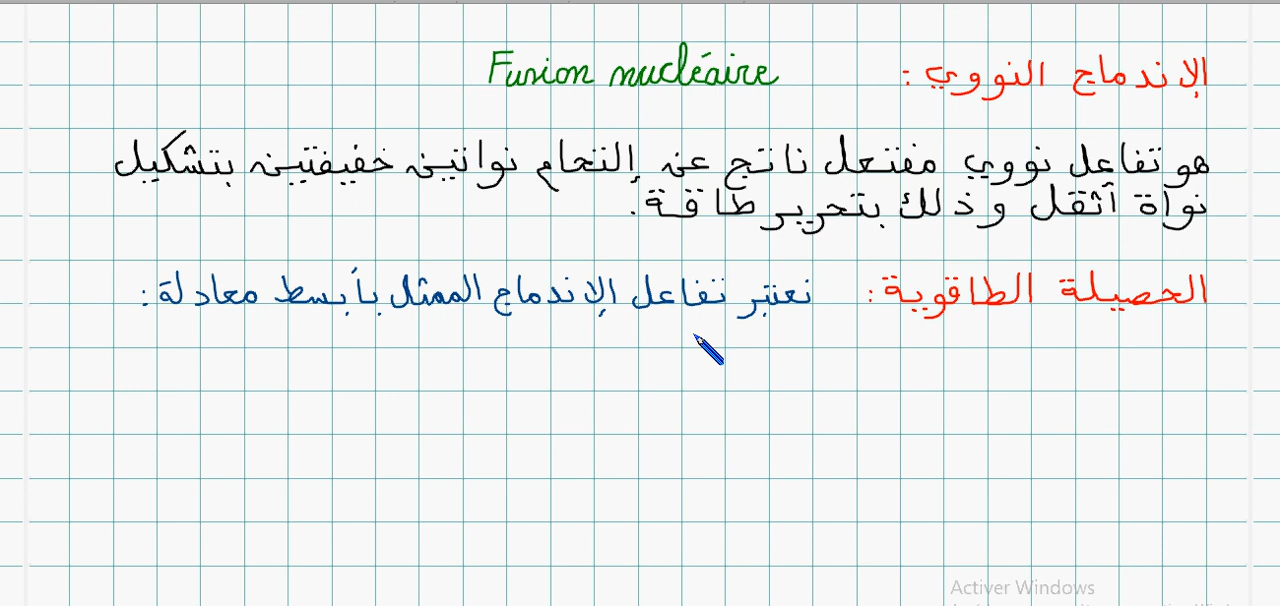 الإندماج النووي : Fusion nucléaire
هو تفاعل نووي مفتعل ناتج عن إلتحام نواتين خفيفتين بتشكيل
نواة أثقل وذلك بتحرير طاقة.
الحصيلة الطاقوية : نعتبر تفاعل الإندماج الممثل بأبسط معادلة :
Activer Windows